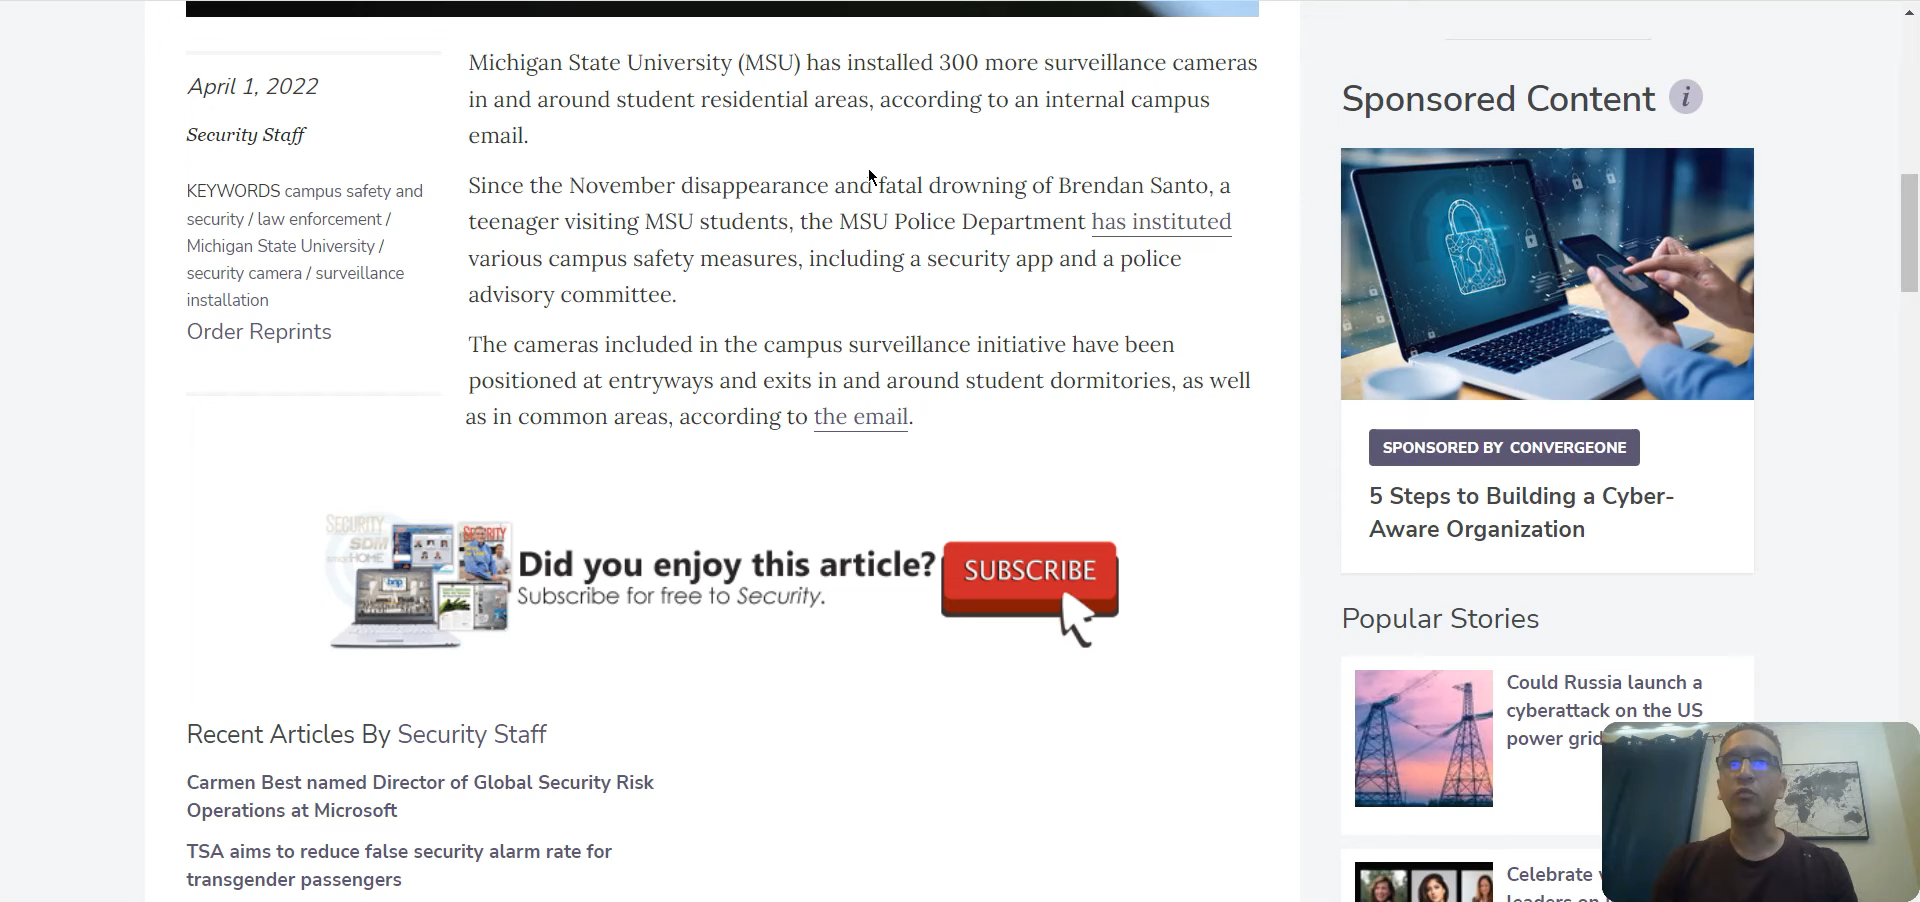 April 1, 2022
Security Staff
KEYWORDS campus safety and
security / law enforcement /
Michigan State University /
security camera / surveillance
installation
Order Reprints
Michigan State University (MSU) has installed 300 more surveillance cameras
in and around student residential areas, according to an internal campus
email.
Since the November disappearance and fatal drowning of Brendan Santo, a
teenager visiting MSU students, the MSU Police Department has instituted
various campus safety measures, including a security app and a police
advisory committee.
The cameras included in the campus surveillance initiative have been
positioned at entryways and exits in and around student dormitories, as well
as in common areas, according to the email.
SECURITY
SDM
HOME
SECURITY
bnp
Did you enjoy this article?
Subscribe for free to Security.
SUBSCRIBE
Recent Articles By Security Staff
Carmen Best named Director of Global Security Risk
Operations at Microsoft
TSA aims to reduce false security alarm rate for
transgender passengers
Sponsored Content i
SPONSORED BY CONVERGEONE
5 Steps to Building a Cyber-
Aware Organization
Popular Stories
Could Russia launch a
cyberattack on the US
power grid
Celebrate
leaders on